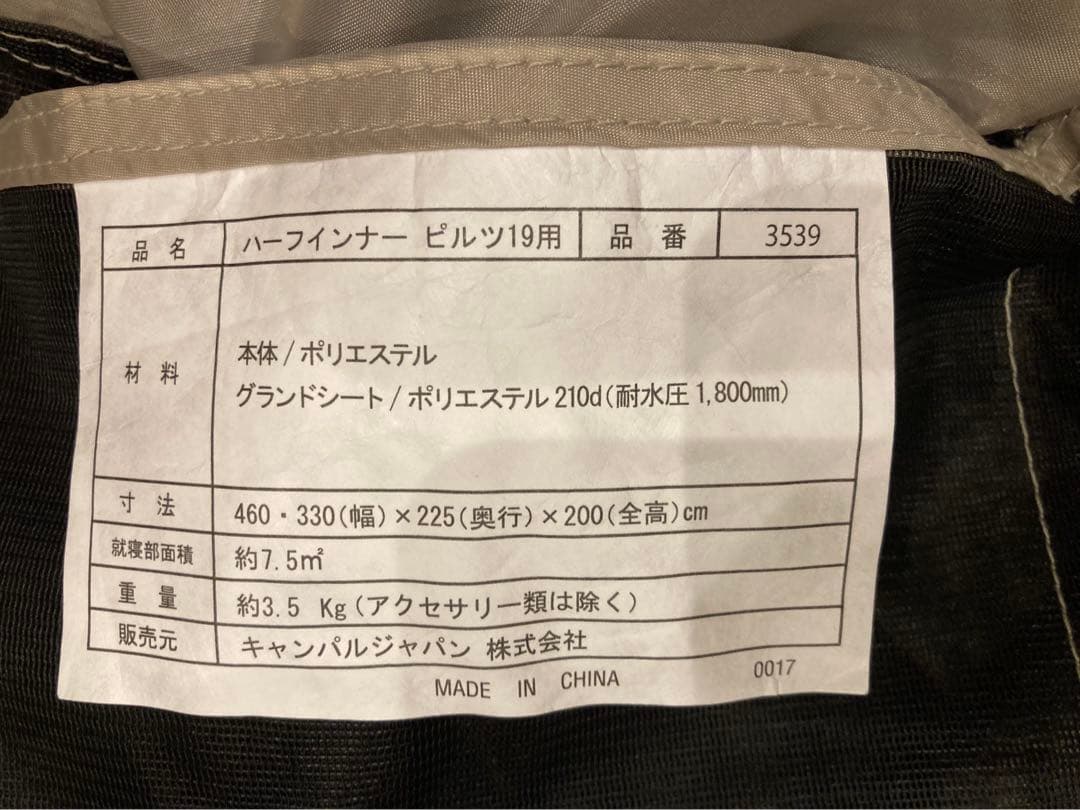 品名 ハーフインナー ピルツ19用 品番 3539
材料
本体/ポリエステル
グランドシート/ポリエステル210d(耐水圧1,800mm)
寸法 460・330(幅)×225(奥行)×200(全高)cm
就寝部面積 約7.5㎡
重量 約3.5 Kg(アクセサリー類は除く)
販売元 キャンパルジャパン 株式会社
MADE IN CHINA 0017